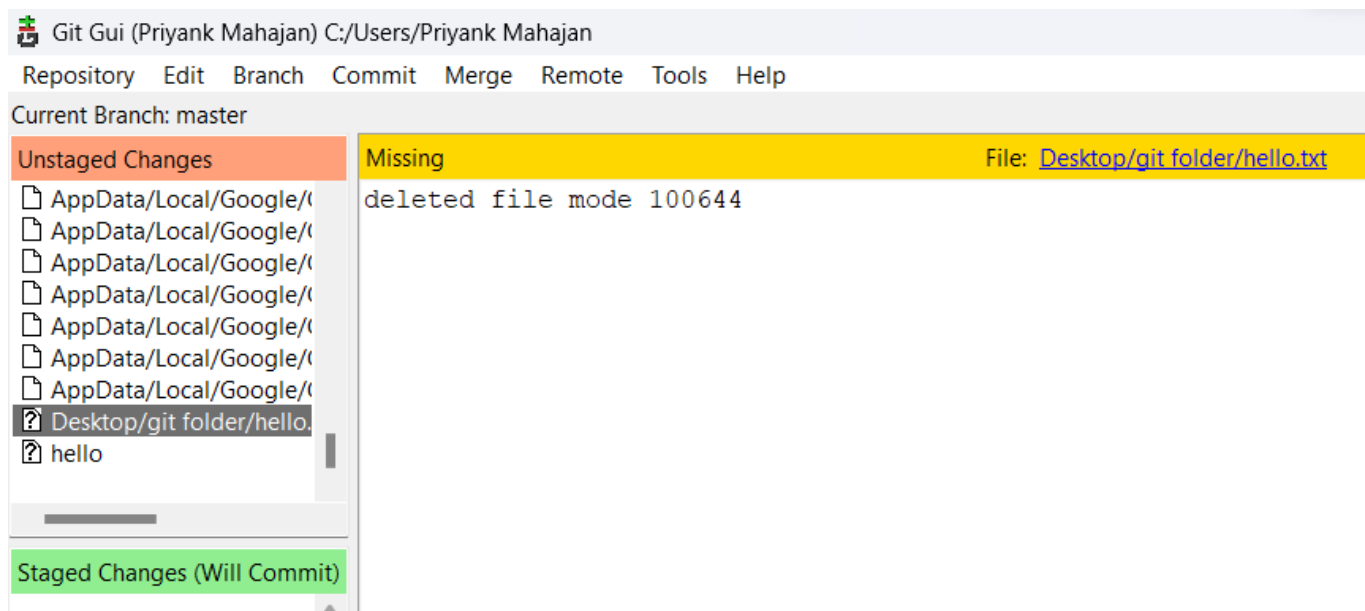 Git Gui (Priyank Mahajan) C:/Users/Priyank Mahajan
Repository Edit Branch Commit Merge Remote Tools Help
Current Branch: master
Unstaged Changes
Missing File: Desktop/git folder/hello.txt
AppData/Local/Google/(
deleted file mode 100644
AppData/Local/Google/(
AppData/Local/Google/(
AppData/Local/Google/(
AppData/Local/Google/(
AppData/Local/Google/(
AppData/Local/Google/(
Desktop/git folder/hello.
hello
Staged Changes (Will Commit)